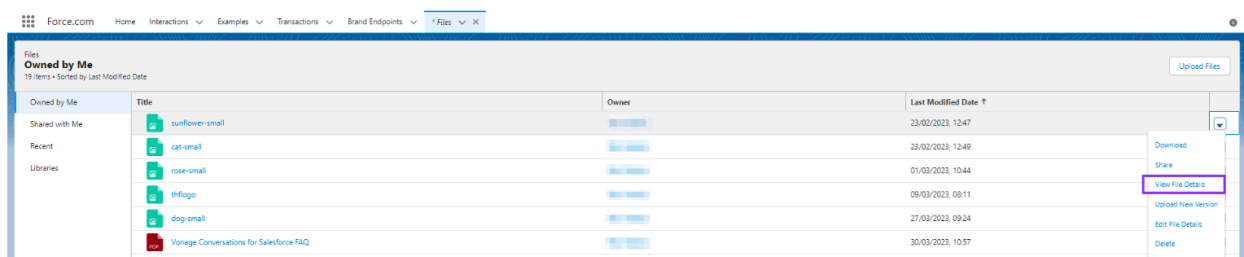 Force.com Home Interactions Examples Transactions Brand Endpoints * Files
Files
Owned by Me
19 items • Sorted by Last Modified Date
Upload Files
Owned by Me
Shared with Me
Recent
Libraries
Title Owner Last Modified Date
sunflower-small 23/02/2023, 12:47
cat-small 23/02/2023, 12:49
rose-small 01/03/2023, 10:44
thflogo 09/03/2023, 08:11
dog-small 27/03/2023, 09:24
PDF Vonage Conversations for Salesforce FAQ 30/03/2023, 10:57
Download
Share
View File Details
Upload New Version
Edit File Details
Delete